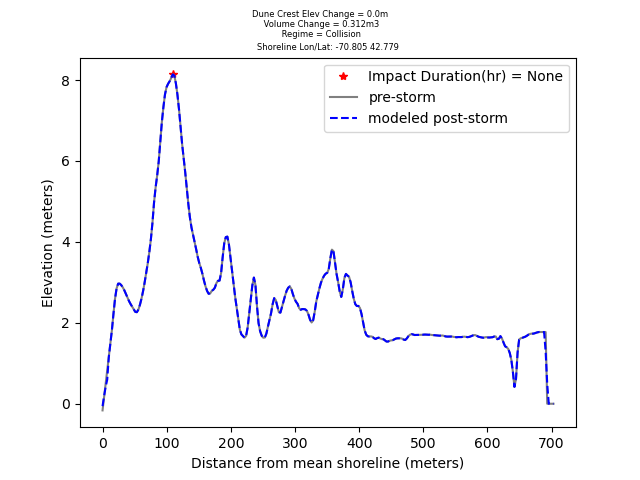 Dune Crest Elev Change = 0.0m
Volume Change = 0.312m3
Regime = Collision
Shoreline Lon/Lat: -70.805 42.779
Impact Duration(hr) = None
pre-storm
modeled post-storm
8
6
4
2
0
Elevation (meters)
0 100 200 300 400 500 600 700
Distance from mean shoreline (meters)